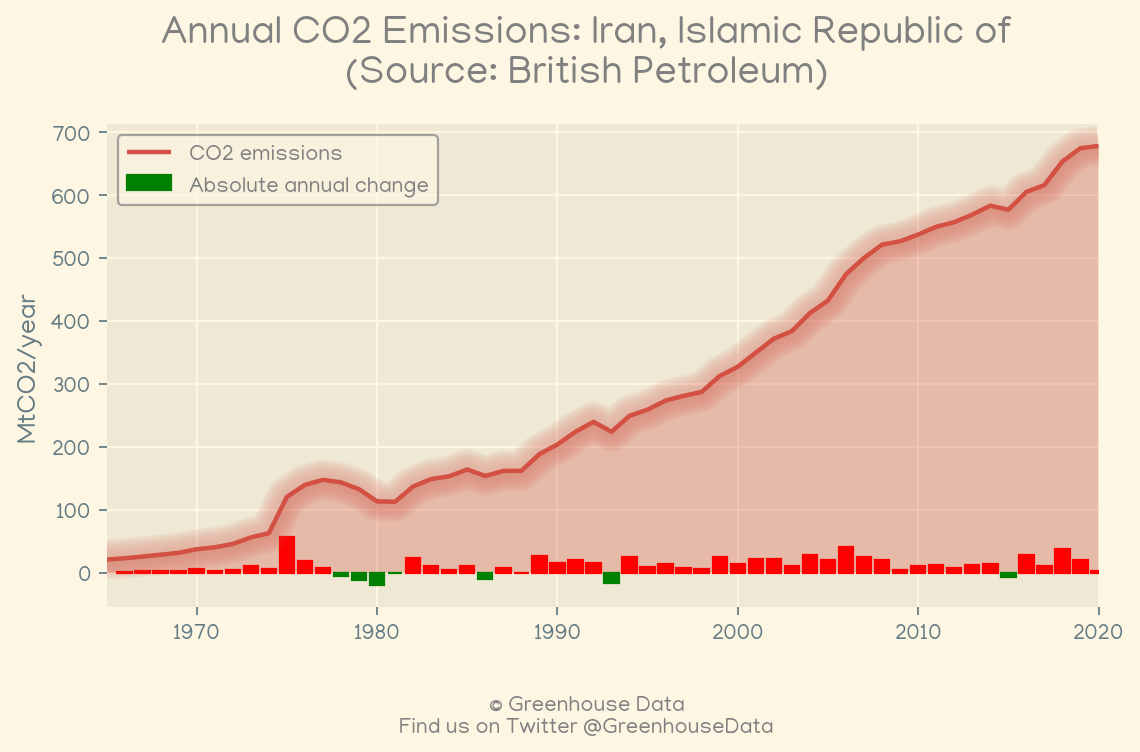 Annual CO2 Emissions: Iran, Islamic Republic of
(Source: British Petroleum)
CO2 emissions
Absolute annual change
MtCO2/year
700
600
500
400
300
200
100
0
1970 1980 1990 2000 2010 2020
© Greenhouse Data
Find us on Twitter @GreenhouseData